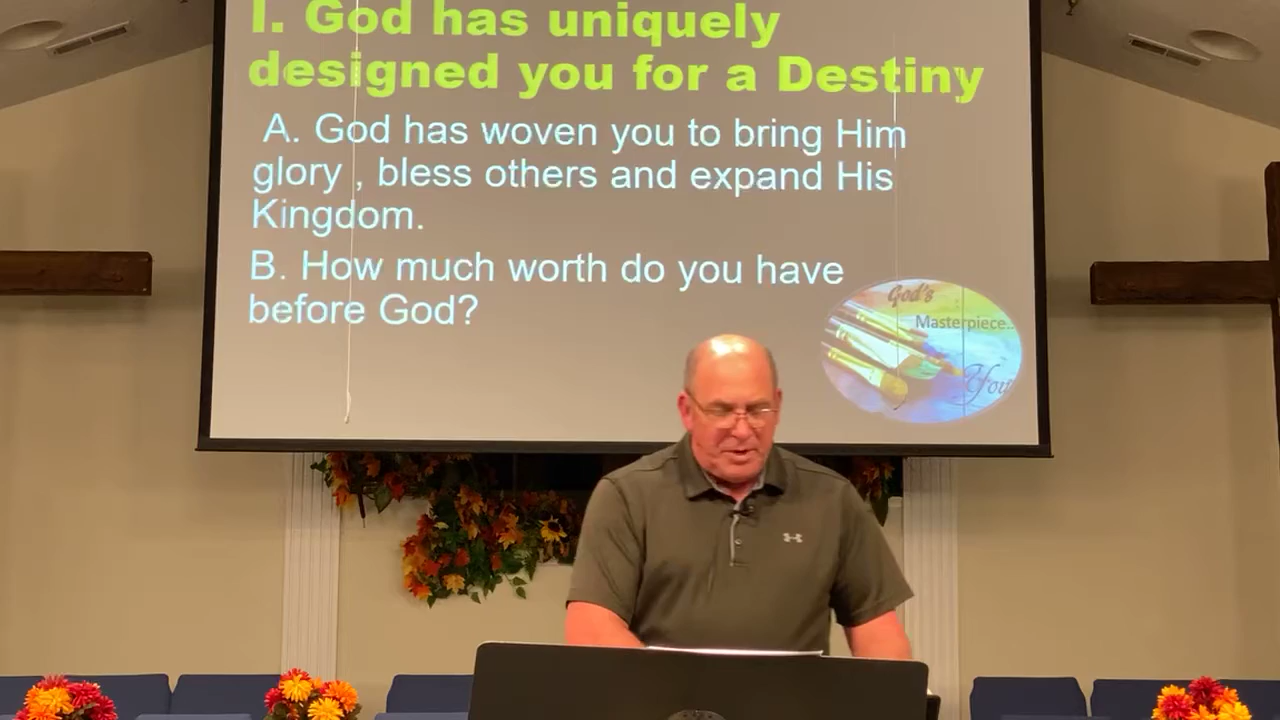 I. God has uniquely
designed you for a Destiny
A. God has woven you to bring Him
glory , bless others and expand His
Kingdom.
B. How much worth do you have
before God?
God's
Masterpiece..
You